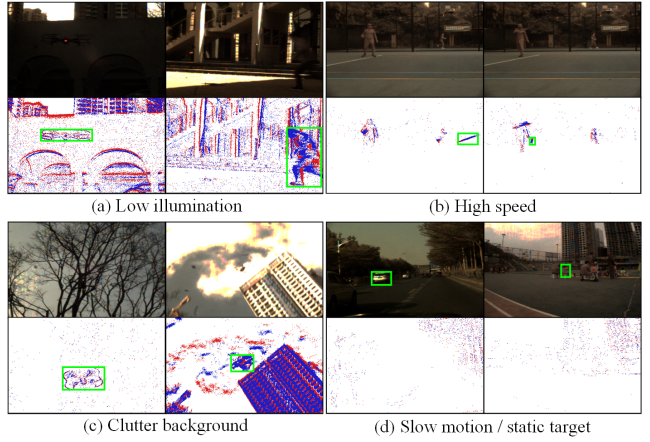 (a) Low illumination
(b) High speed
(c) Clutter background
(d) Slow motion / static target